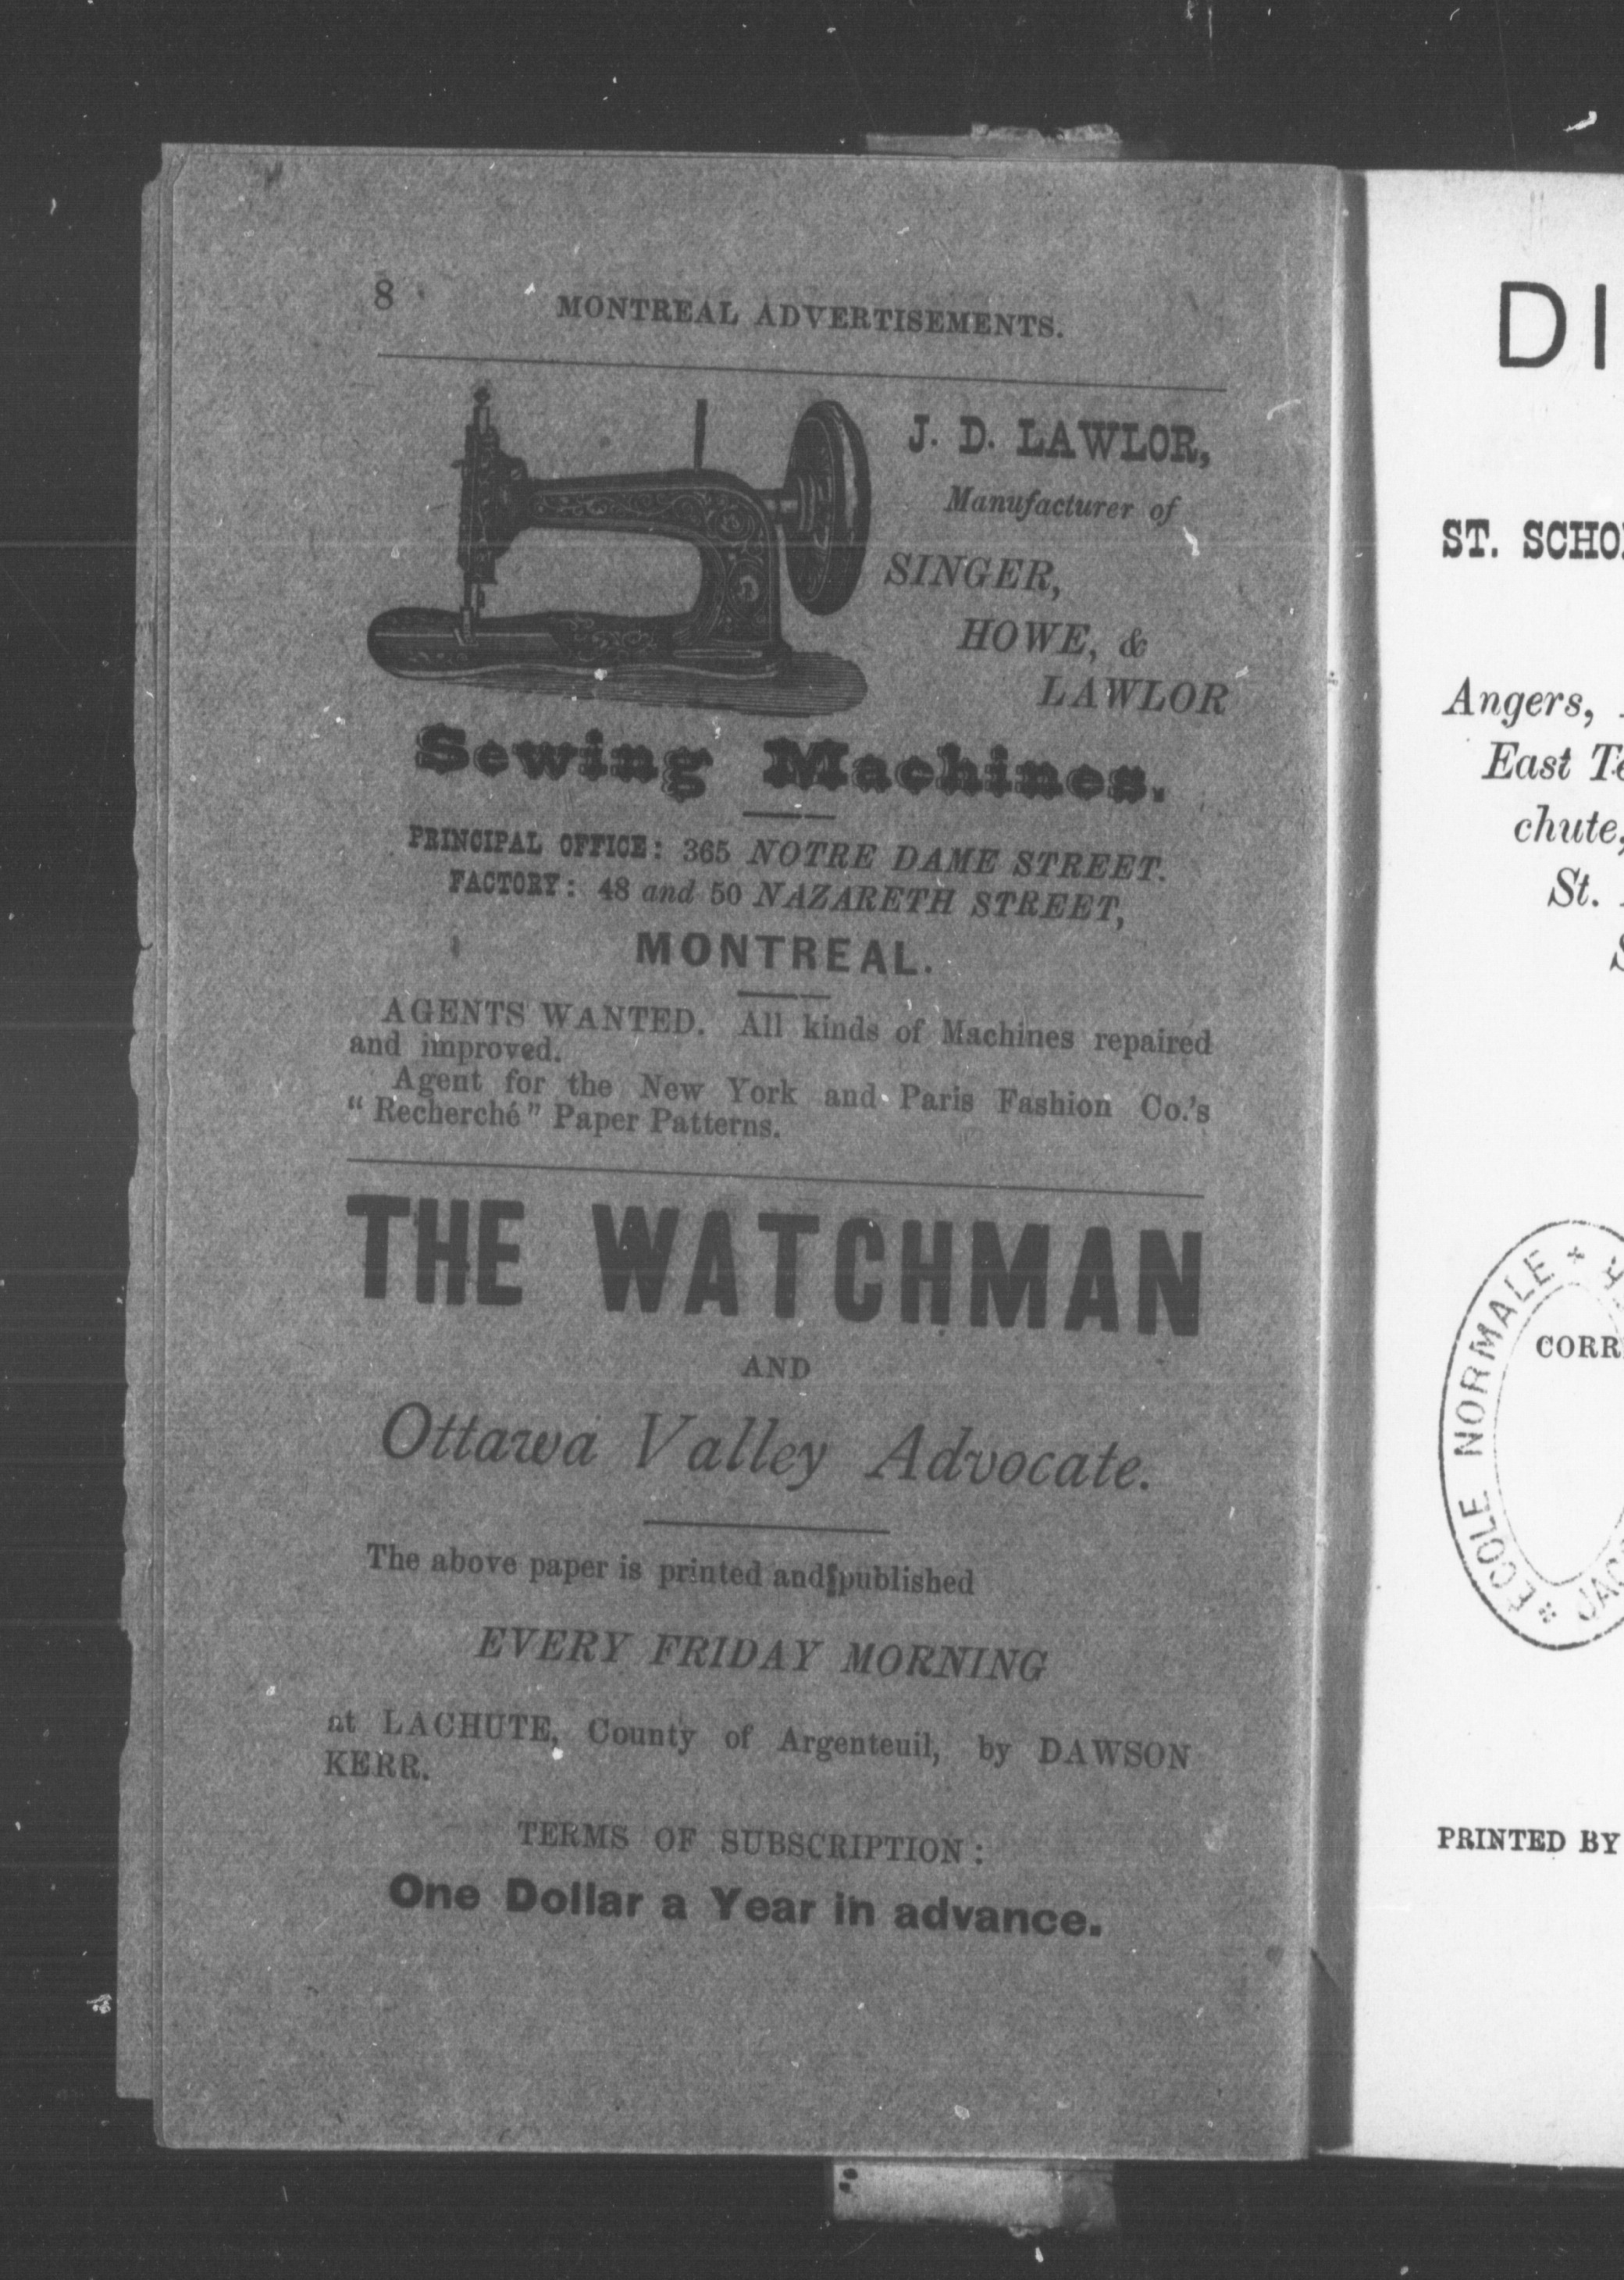 8 MONTREAL ADVERTISEMENTS.
J. D. LAWLOR,
Manufacturer of
SINGER,
HOWE, &
LAWLOR
Sewing Machines.
PRINCIPAL OFFICE: 365 NOTRE DAME STREET.
FACTORY: 48 and 50 NAZARETH STREET,
MONTREAL.
AGENTS WANTED. All kinds of Machines repaired
and improved.
Agent for the New York and Paris Fashion Co.'s
"Recherché" Paper Patterns.
THE WATCHMAN
AND
Ottawa Valley Advocate.
The above paper is printed and published
EVERY FRIDAY MORNING
at LACHUTE, County of Argenteuil, by DAWSON
KERR.
TERMS OF SUBSCRIPTION:
One Dollar a Year in advance.
DI
ST. SCHO
Angers,
East Te
chute,
St.
S
ECOLE NORMALE
JAC
CORR
PRINTED BY